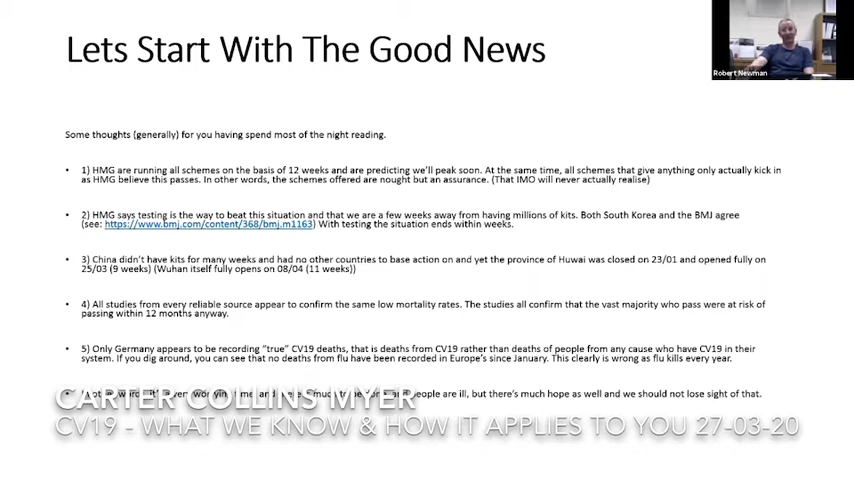 Lets Start With The Good News
Robert Newman
Some thoughts (generally) for you having spend most of the night reading.
• 1) HMG are running all schemes on the basis of 12 weeks and are predicting we'll peak soon. At the same time, all schemes that give anything only actually kick in
as HMG believe this passes. In other words, the schemes offered are nought but an assurance. (That IMO will never actually realise)
• 2) HMG says testing is the way to beat this situation and that we are a few weeks away from having millions of kits. Both South Korea and the BMJ agree
(see: https://www.bmj.com/content/368/bmj.m1163) With testing the situation ends within weeks.
• 3) China didn't have kits for many weeks and had no other countries to base action on and yet the province of Huwai was closed on 23/01 and opened fully on
25/03 (9 weeks) (Wuhan itself fully opens on 08/04 (11 weeks))
• 4) All studies from every reliable source appear to confirm the same low mortality rates. The studies all confirm that the vast majority who pass were at risk of
passing within 12 months anyway.
• 5) Only Germany appears to be recording "true" CV19 deaths, that is deaths from CV19 rather than deaths of people from any cause who have CV19 in their
system. If you dig around, you can see that no deaths from flu have been recorded in Europe's since January. This clearly is wrong as flu kills every year.
people are ill, but there's much hope as well and we should not lose sight of that.
CARTER COLLINS MYER
CV19 - WHAT WE KNOW & HOW IT APPLIES TO YOU 27-03-20